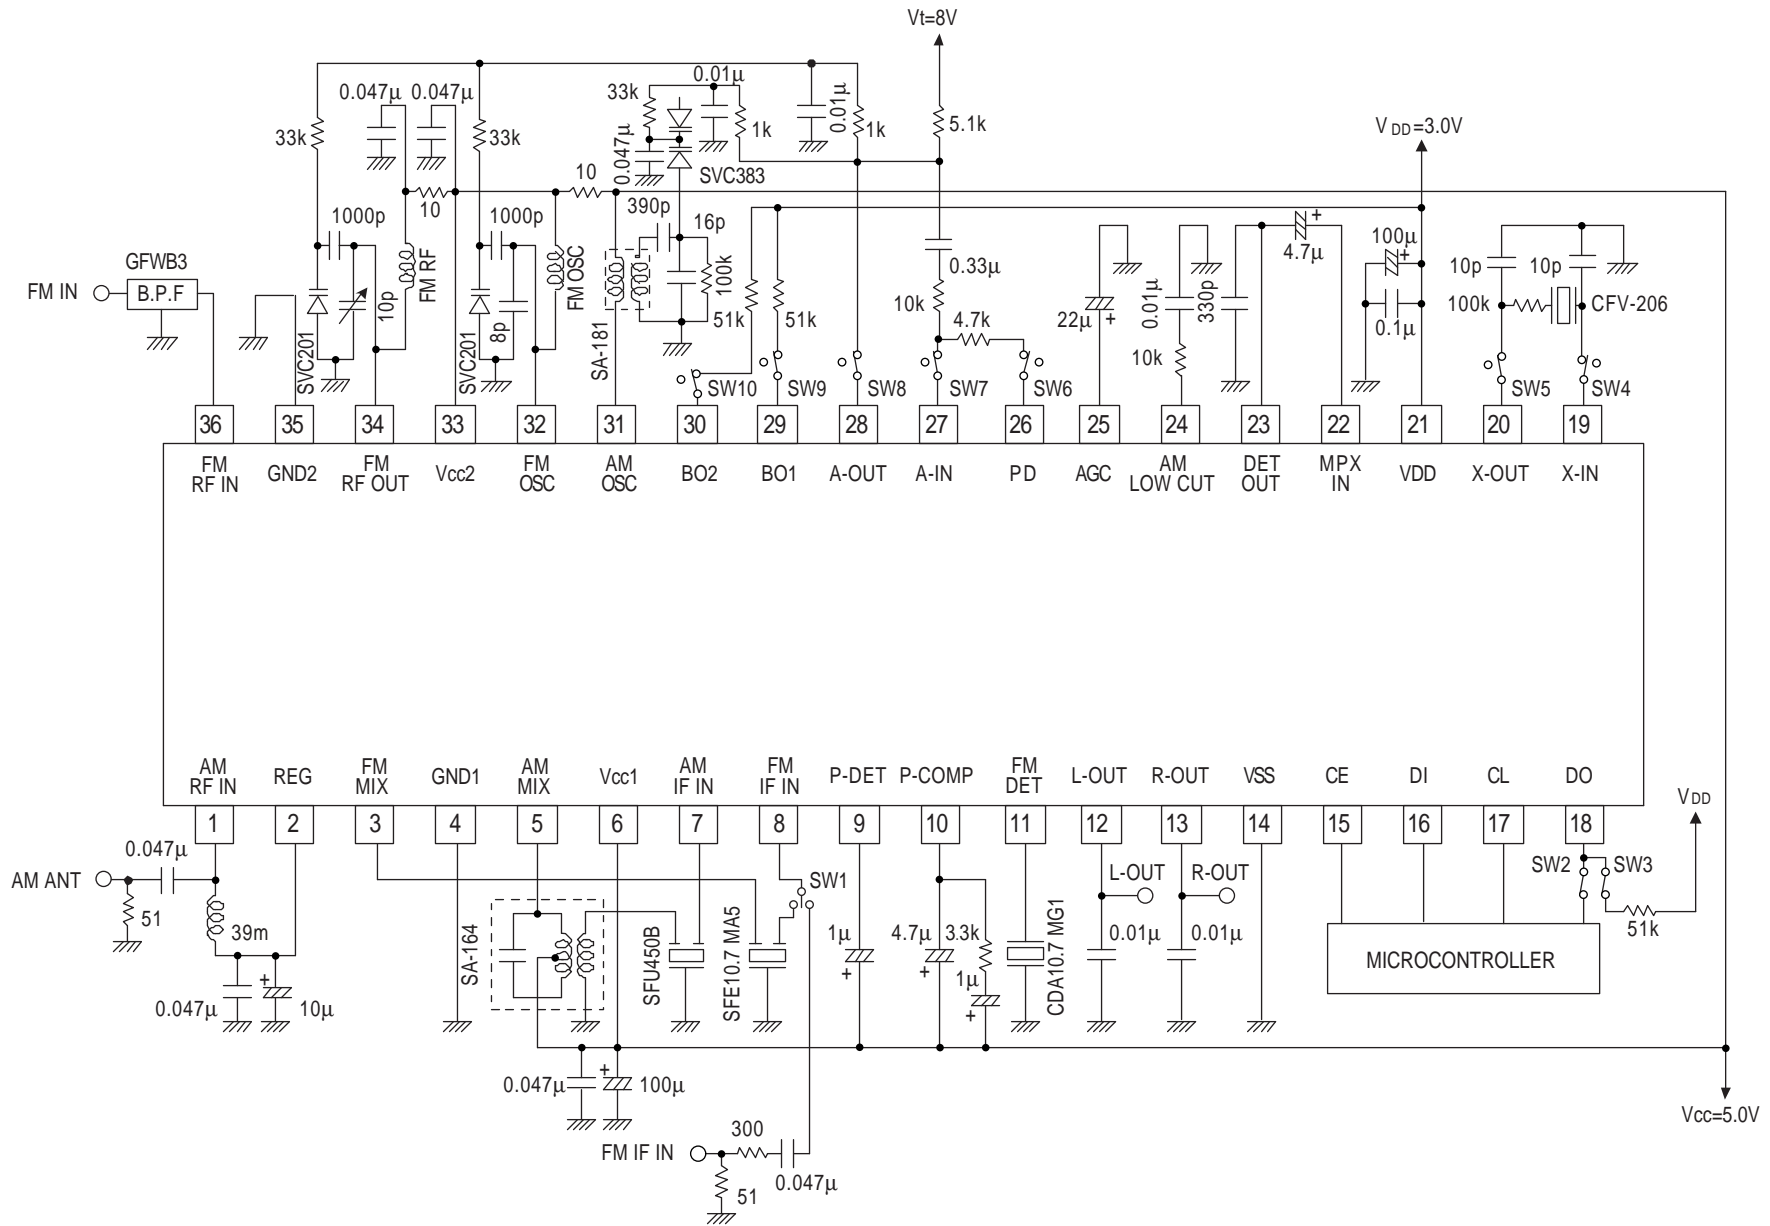 Vt=8V
0.047µ 0.047µ
33k
33k
33k
0.01µ
1k
0.01µ
1k
5.1k
VDD=3.0V
0.047µ
SVC383
10
10
390p
16p
1000p
1000p
GFWB3
B.P.F
FM IN
SVC201
10p
FM RF
SVC201
8p
FM OSC
SA-181
100k
51k
51k
0.33µ
10k
4.7k
22µ
0.01µ
10k
330p
4.7µ
+
100µ
+
0.1µ
10p
10p
100k
CFV-206
+
SW10
SW9
SW8
SW7
SW6
SW5
SW4
36 35 34 33 32 31 30 29 28 27 26 25 24 23 22 21 20 19
FM RF IN
GND2
FM RF OUT
Vcc2
FM OSC
AM OSC
BO2
BO1
A-OUT
A-IN
PD
AGC
AM LOW CUT
DET OUT
MPX IN
VDD
X-OUT
X-IN
AM RF IN
REG
FM MIX
GND1
AM MIX
Vcc1
AM IF IN
FM IF IN
P-DET
P-COMP
FM DET
L-OUT
R-OUT
VSS
CE
DI
CL
DO
1 2 3 4 5 6 7 8 9 10 11 12 13 14 15 16 17 18
VDD
0.047µ
AM ANT
51
39m
0.047µ
+
10µ
SA-164
SFU450B
SFE10.7 MA5
SW1
1µ
+
4.7µ
+
3.3k
1µ
+
CDA10.7 MG1
L-OUT
0.01µ
R-OUT
0.01µ
SW2
SW3
51k
MICROCONTROLLER
0.047µ
+
100µ
Vcc=5.0V
FM IF IN
300
51
0.047µ